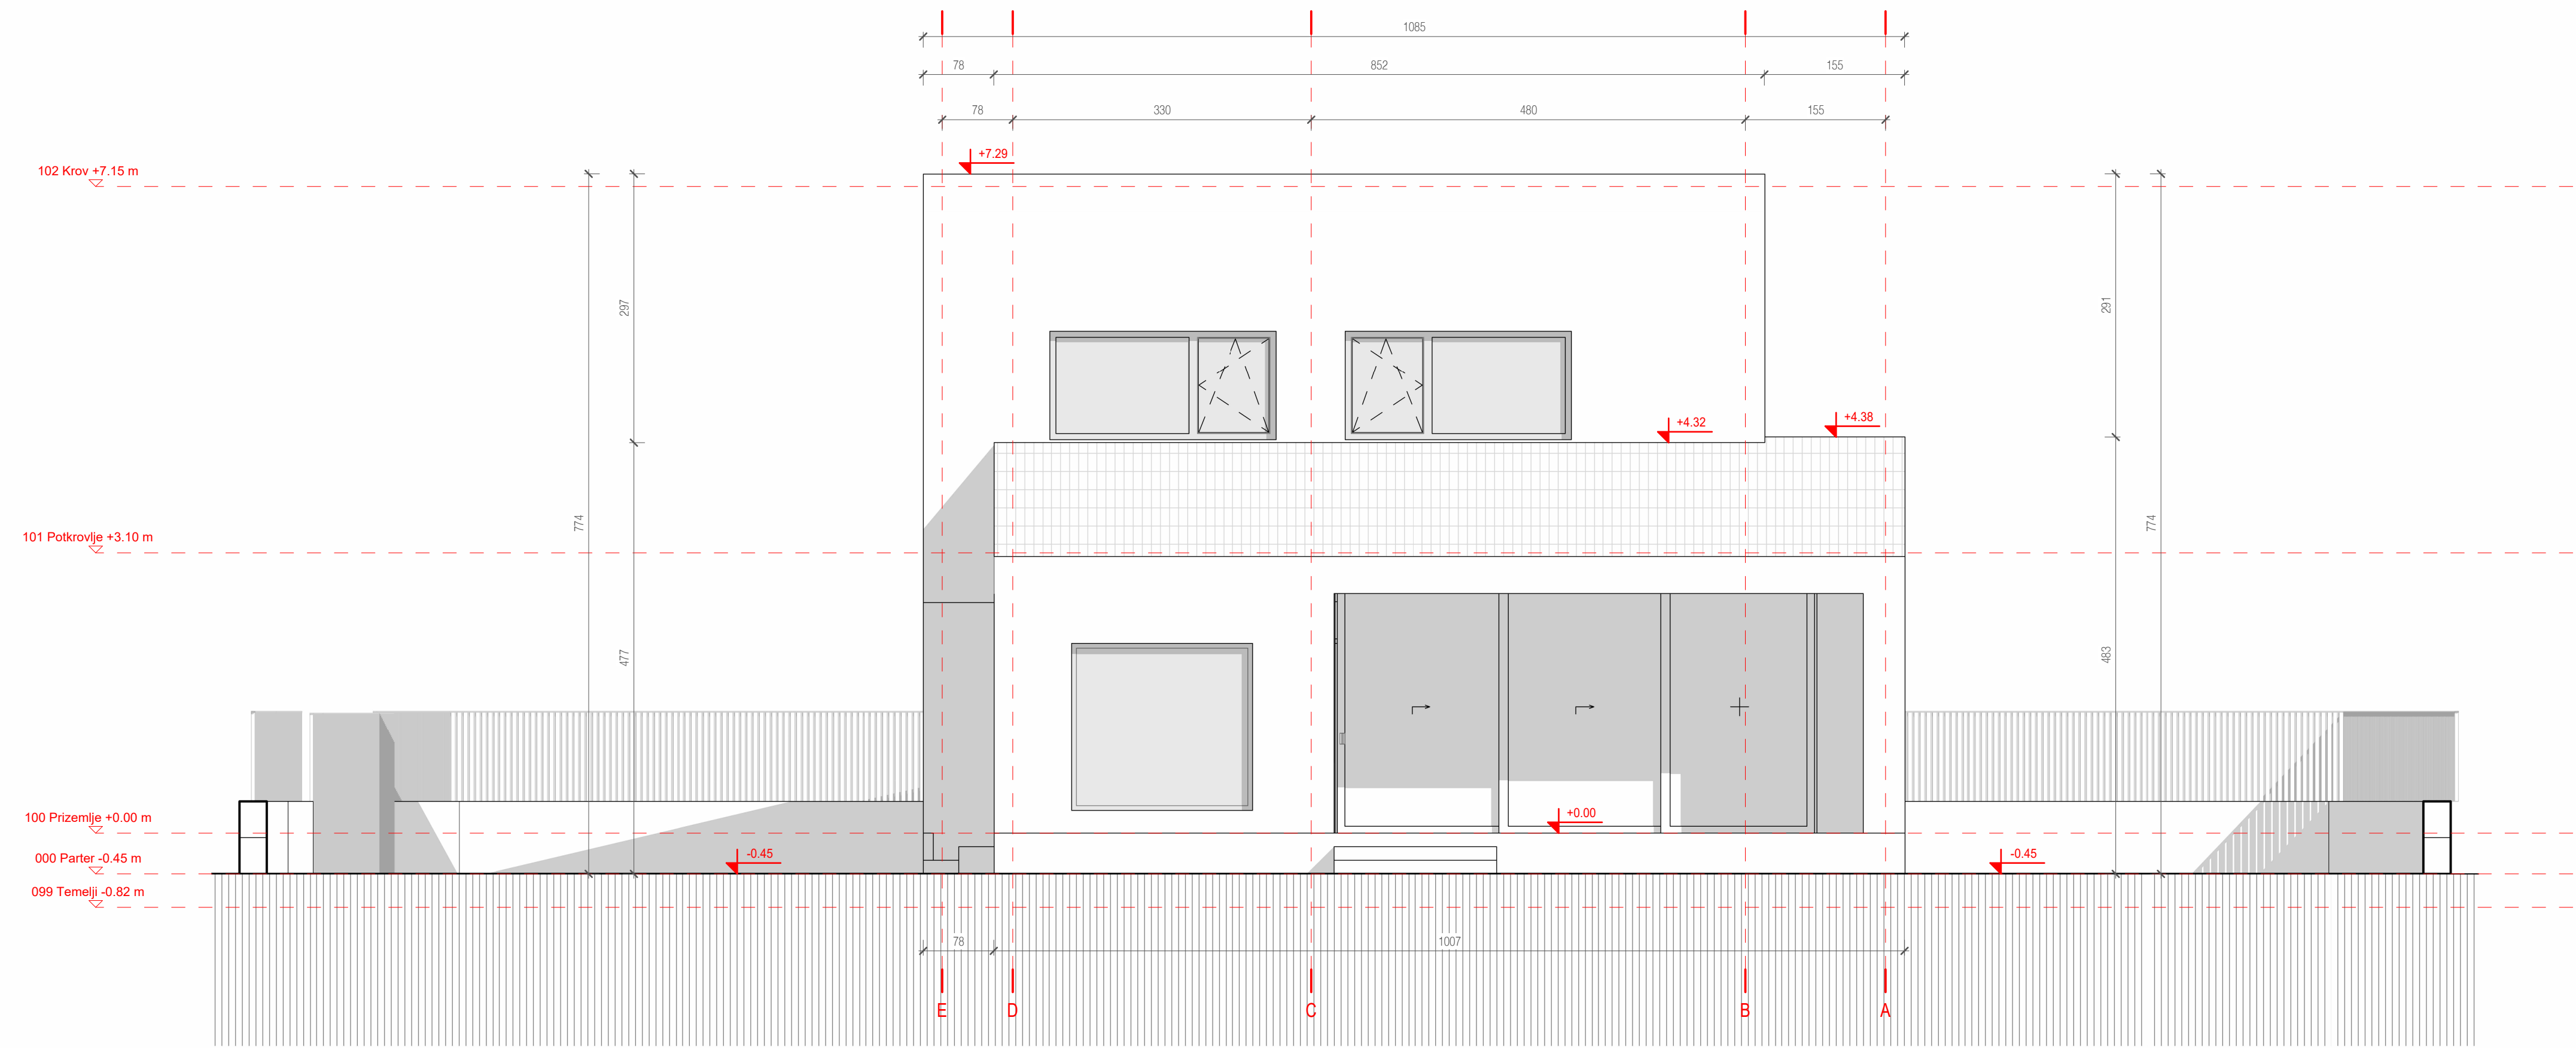 1085
78
852
155
78
330
480
155
+7.29
102 Krov +7.15 m
297
291
+4.32
+4.38
774
774
101 Potkrovlje +3.10 m
477
483
+0.00
100 Prizemlje +0.00 m
-0.45
-0.45
000 Parter -0.45 m
099 Temelji -0.82 m
78
1007
E
D
C
B
A